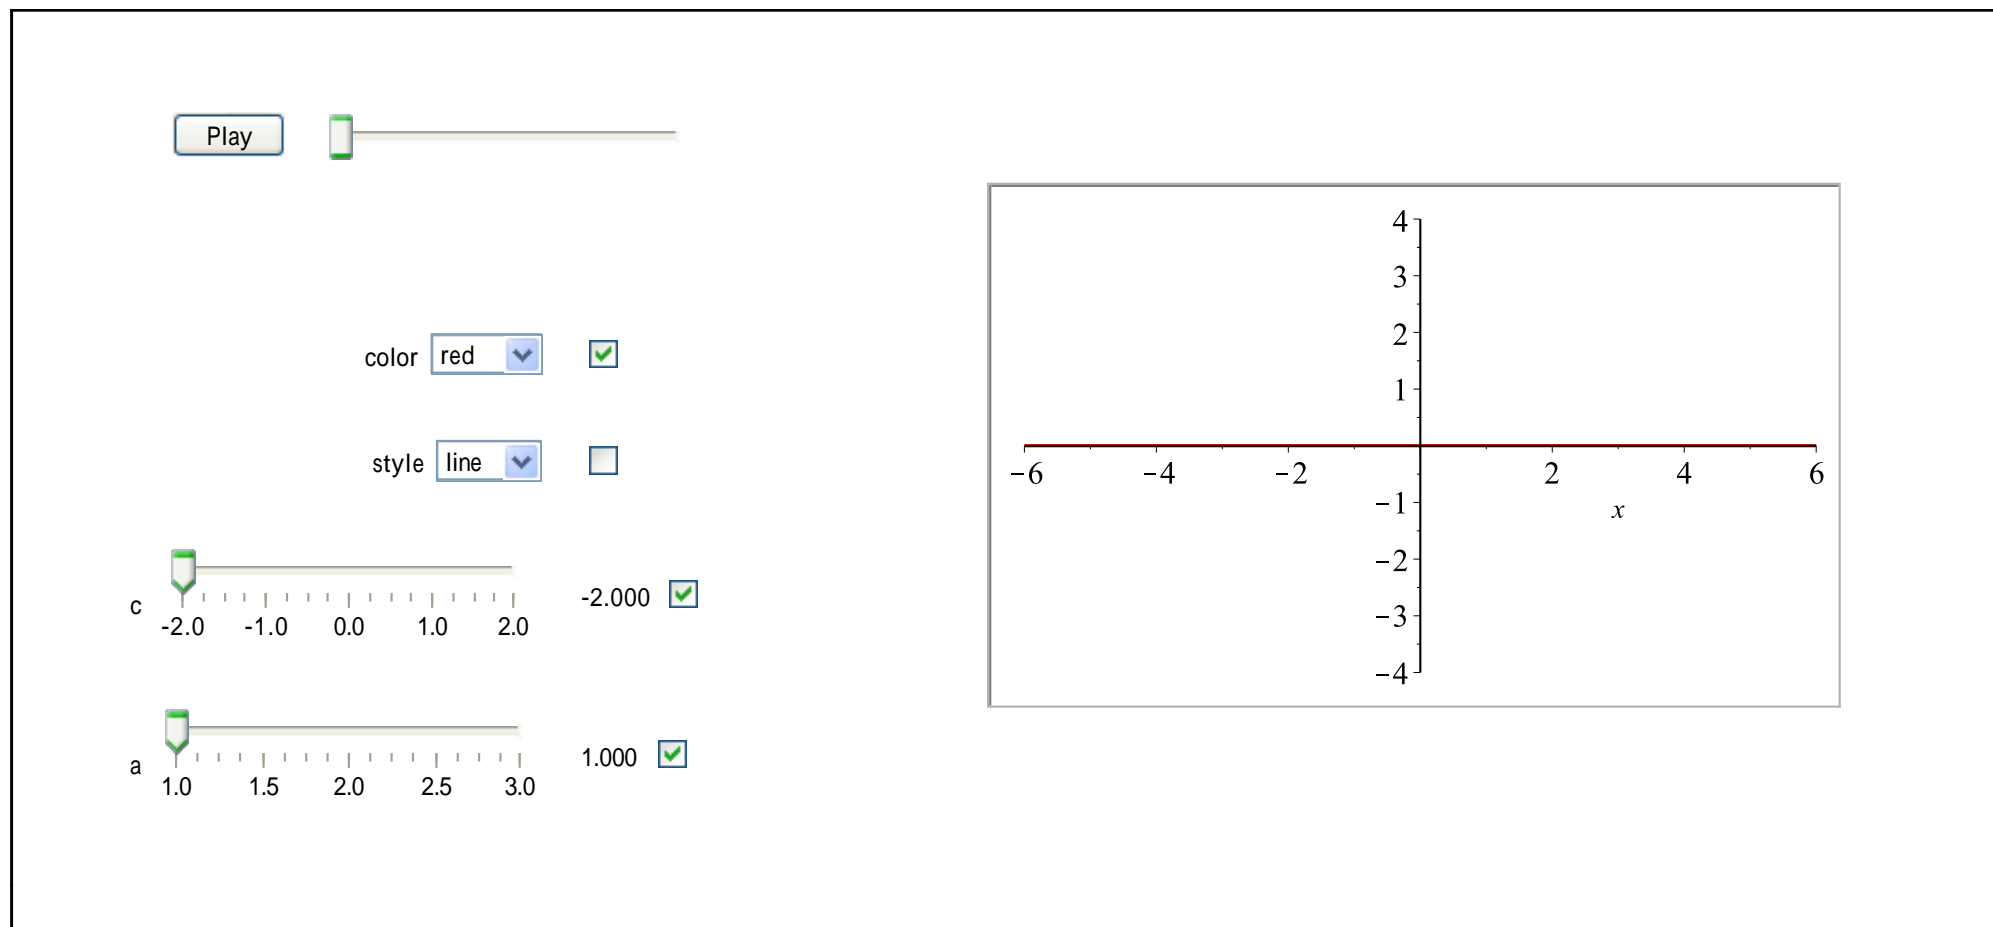 Play
color red
style line
c
-2.0 -1.0 0.0 1.0 2.0
-2.000
a
1.0 1.5 2.0 2.5 3.0
1.000
4
3
2
1
−6 −4 −2 2 4 6
−1
x
−2
−3
−4